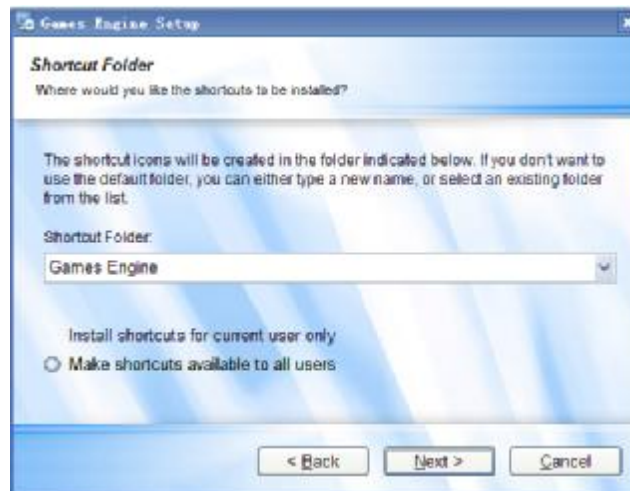 Games Engine Setup
Shortcut Folder
Where would you like the shortcuts to be installed?
The shortcut icons will be created in the folder indicated below. If you don't want to
use the default folder, you can either type a new name, or select an existing folder
from the list.
Shortcut Folder:
Games Engine
Install shortcuts for current user only
Make shortcuts available to all users
< Back
Next >
Cancel